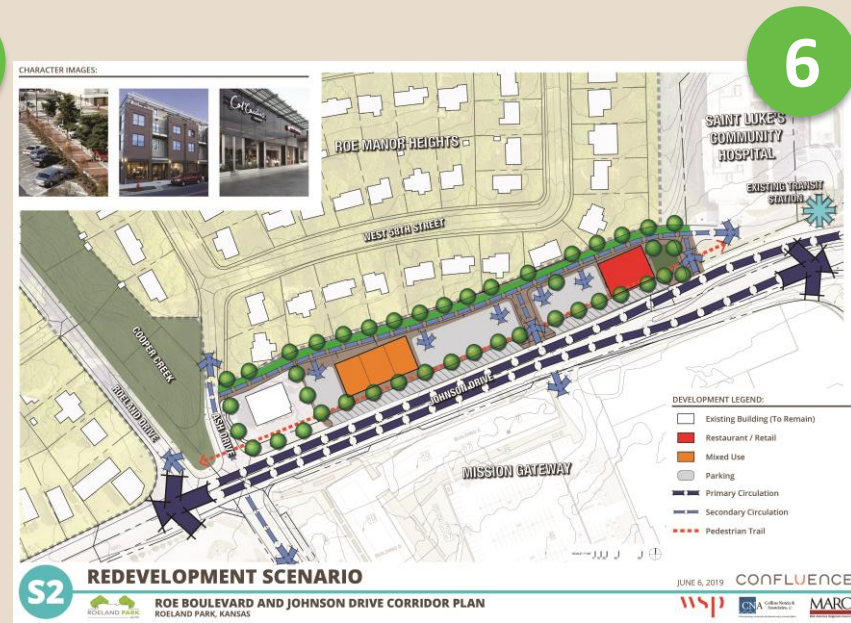 6
CHARACTER IMAGES:
ROE MANOR HEIGHTS
SAINT LUKE'S
COMMUNITY
HOSPITAL
EXISTING TRANSIT
STATION
WEST 58TH STREET
COOPER CREEK
ROELAND DRIVE
ASH DRIVE
JOHNSON DRIVE
MISSION GATEWAY
DEVELOPMENT LEGEND:
Existing Building (To Remain)
Restaurant / Retail
Mixed Use
Parking
Primary Circulation
Secondary Circulation
Pedestrian Trail
S2
REDEVELOPMENT SCENARIO
ROELAND PARK
ROE BOULEVARD AND JOHNSON DRIVE CORRIDOR PLAN
ROELAND PARK, KANSAS
JUNE 6, 2019
CONFLUENCE
wsp
CNA
MARC